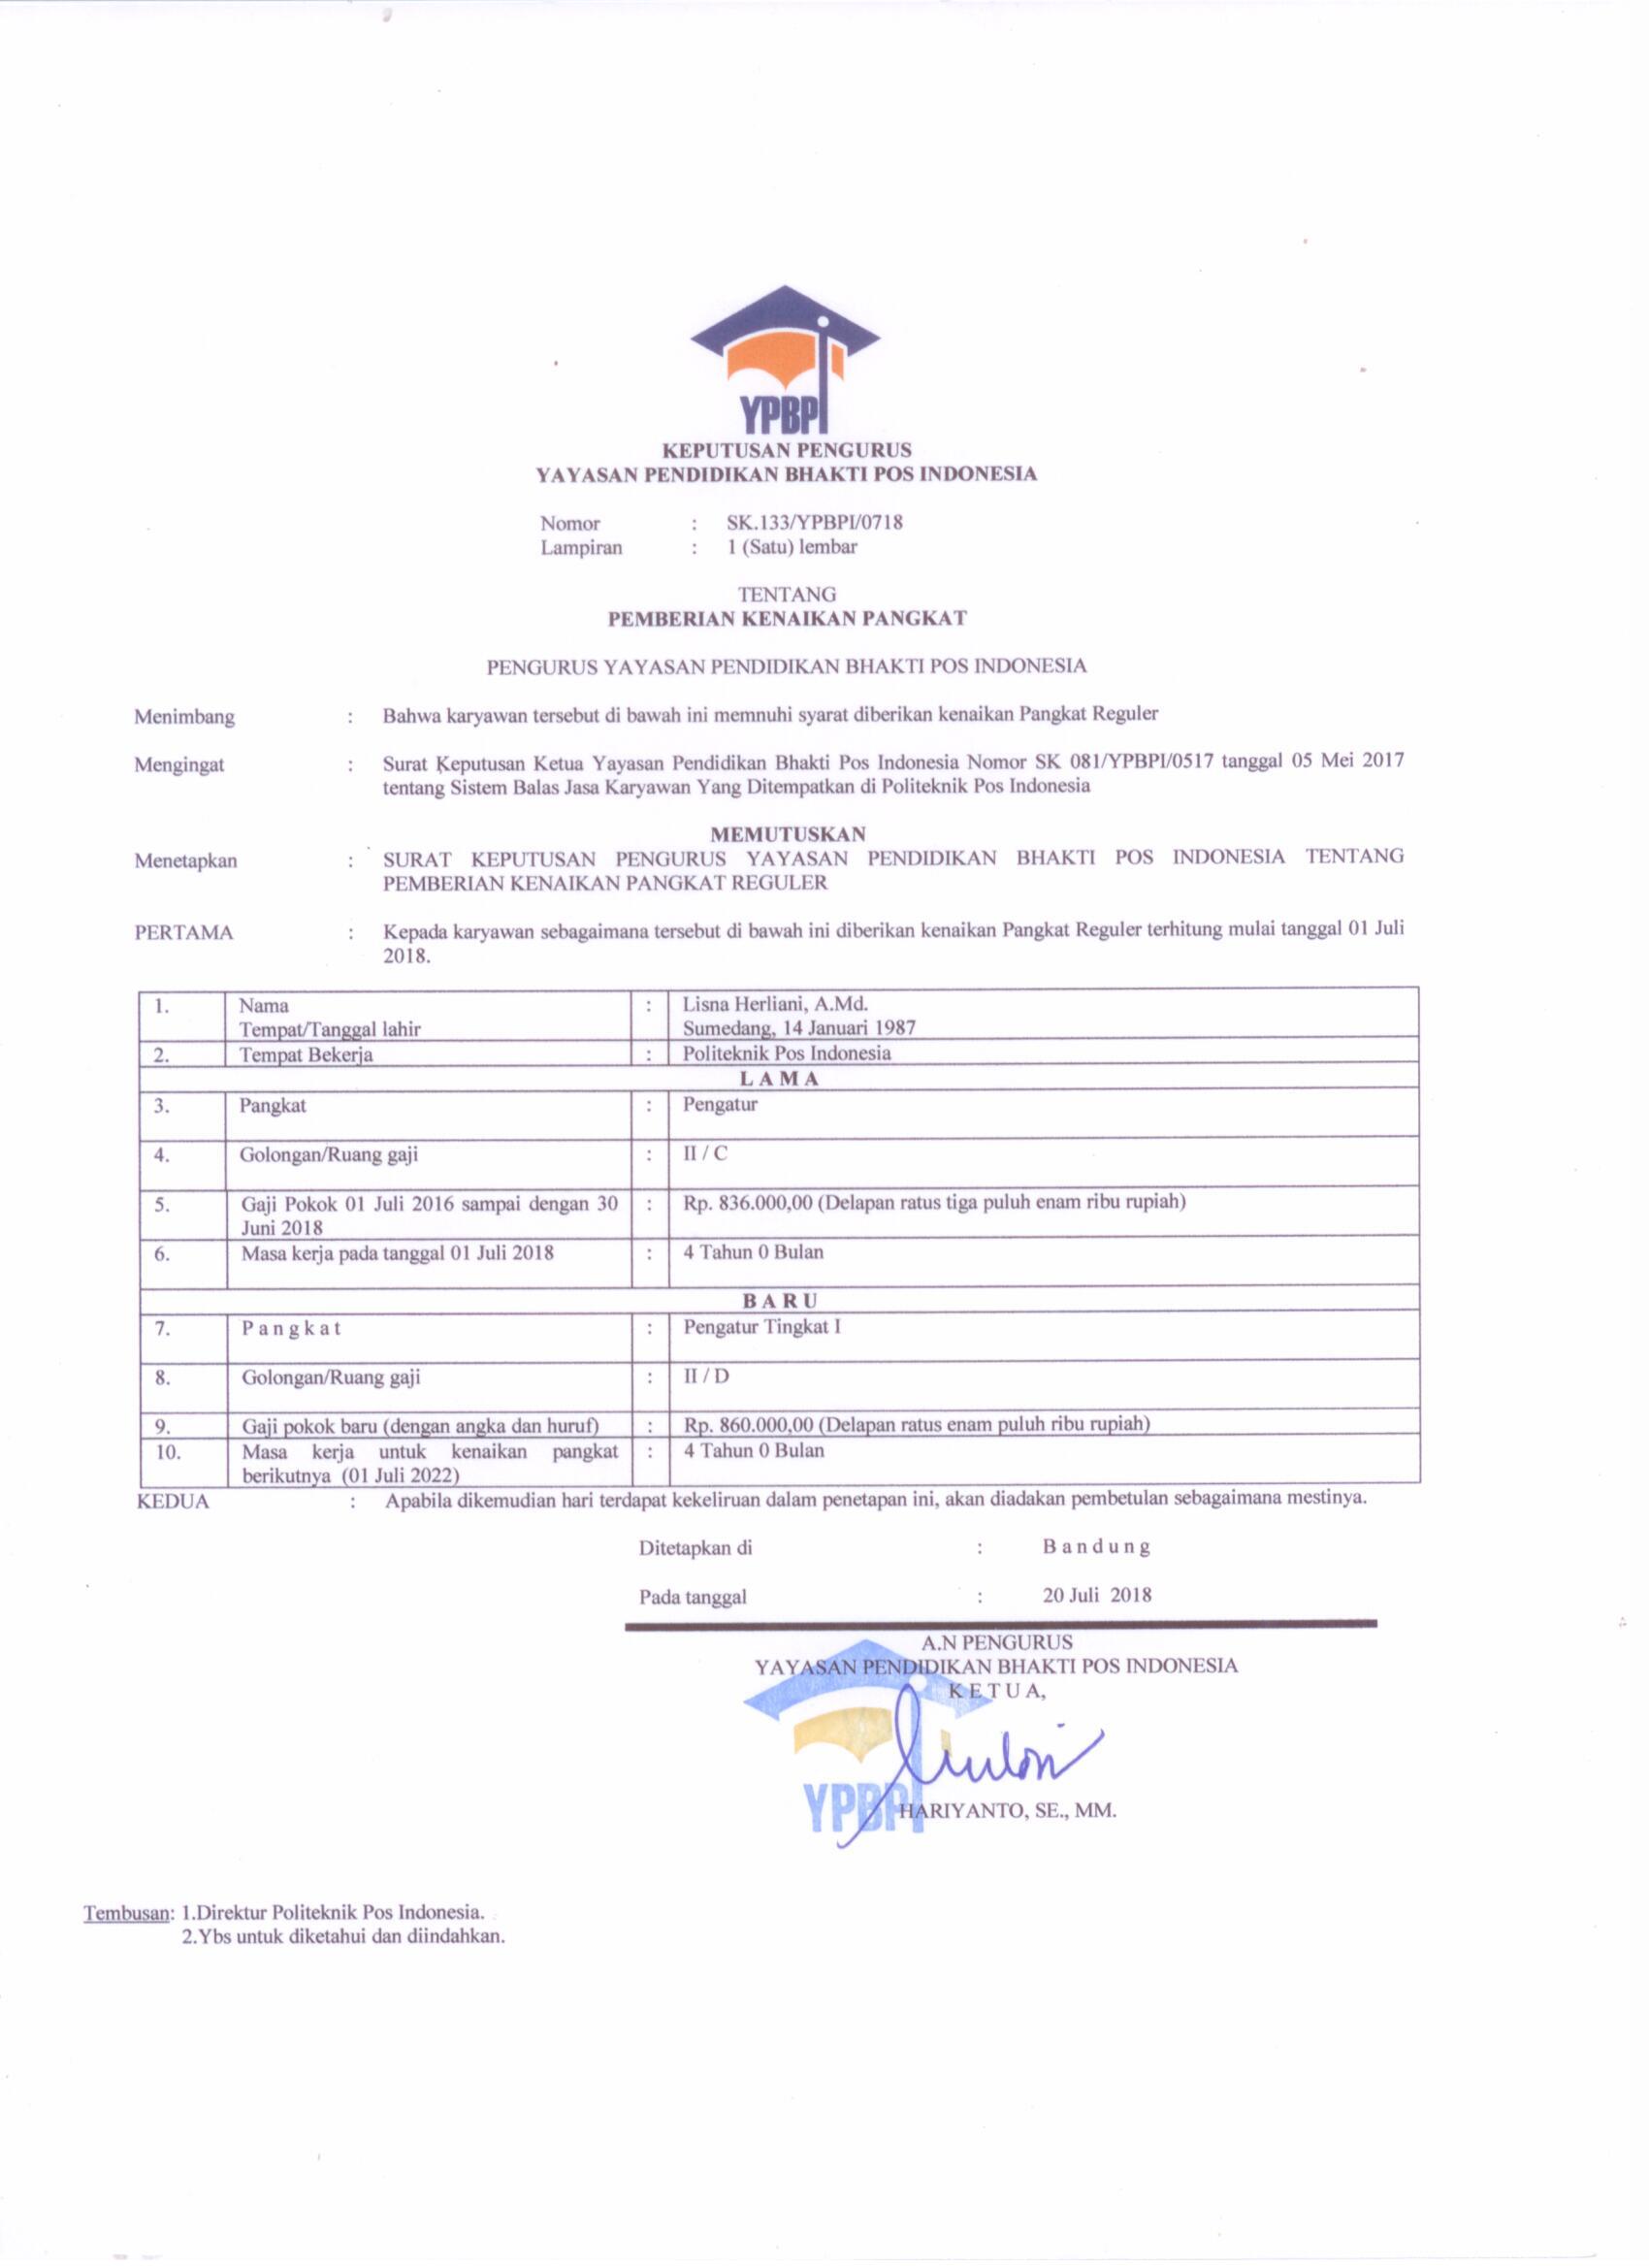 YPBPI
KEPUTUSAN PENGURUS
YAYASAN PENDIDIKAN BHAKTI POS INDONESIA
Nomor : SK.133/YPBPI/0718
Lampiran : 1 (Satu) lembar
TENTANG
PEMBERIAN KENAIKAN PANGKAT
PENGURUS YAYASAN PENDIDIKAN BHAKTI POS INDONESIA
Menimbang : Bahwa karyawan tersebut di bawah ini memnuhi syarat diberikan kenaikan Pangkat Reguler
Mengingat : Surat Keputusan Ketua Yayasan Pendidikan Bhakti Pos Indonesia Nomor SK 081/YPBPI/0517 tanggal 05 Mei 2017
tentang Sistem Balas Jasa Karyawan Yang Ditempatkan di Politeknik Pos Indonesia
MEMUTUSKAN
Menetapkan : SURAT KEPUTUSAN PENGURUS YAYASAN PENDIDIKAN BHAKTI POS INDONESIA TENTANG
PEMBERIAN KENAIKAN PANGKAT REGULER
PERTAMA : Kepada karyawan sebagaimana tersebut di bawah ini diberikan kenaikan Pangkat Reguler terhitung mulai tanggal 01 Juli
2018.
1. Nama : Lisna Herliani, A.Md.
Tempat/Tanggal lahir Sumedang, 14 Januari 1987
2. Tempat Bekerja : Politeknik Pos Indonesia
L A M A
3. Pangkat : Pengatur
4. Golongan/Ruang gaji : II / C
5. Gaji Pokok 01 Juli 2016 sampai dengan 30 : Rp. 836.000,00 (Delapan ratus tiga puluh enam ribu rupiah)
Juni 2018
6. Masa kerja pada tanggal 01 Juli 2018 : 4 Tahun 0 Bulan
B A R U
7. P a n g k a t : Pengatur Tingkat I
8. Golongan/Ruang gaji : II / D
9. Gaji pokok baru (dengan angka dan huruf) : Rp. 860.000,00 (Delapan ratus enam puluh ribu rupiah)
10. Masa kerja untuk kenaikan pangkat : 4 Tahun 0 Bulan
berikutnya (01 Juli 2022)
KEDUA : Apabila dikemudian hari terdapat kekeliruan dalam penetapan ini, akan diadakan pembetulan sebagaimana mestinya.
Ditetapkan di : B a n d u n g
Pada tanggal : 20 Juli 2018
A.N PENGURUS
YAYASAN PENDIDIKAN BHAKTI POS INDONESIA
K E T U A,
YPBPI
HARIYANTO, SE., MM.
Tembusan: 1.Direktur Politeknik Pos Indonesia.
2.Ybs untuk diketahui dan diindahkan.